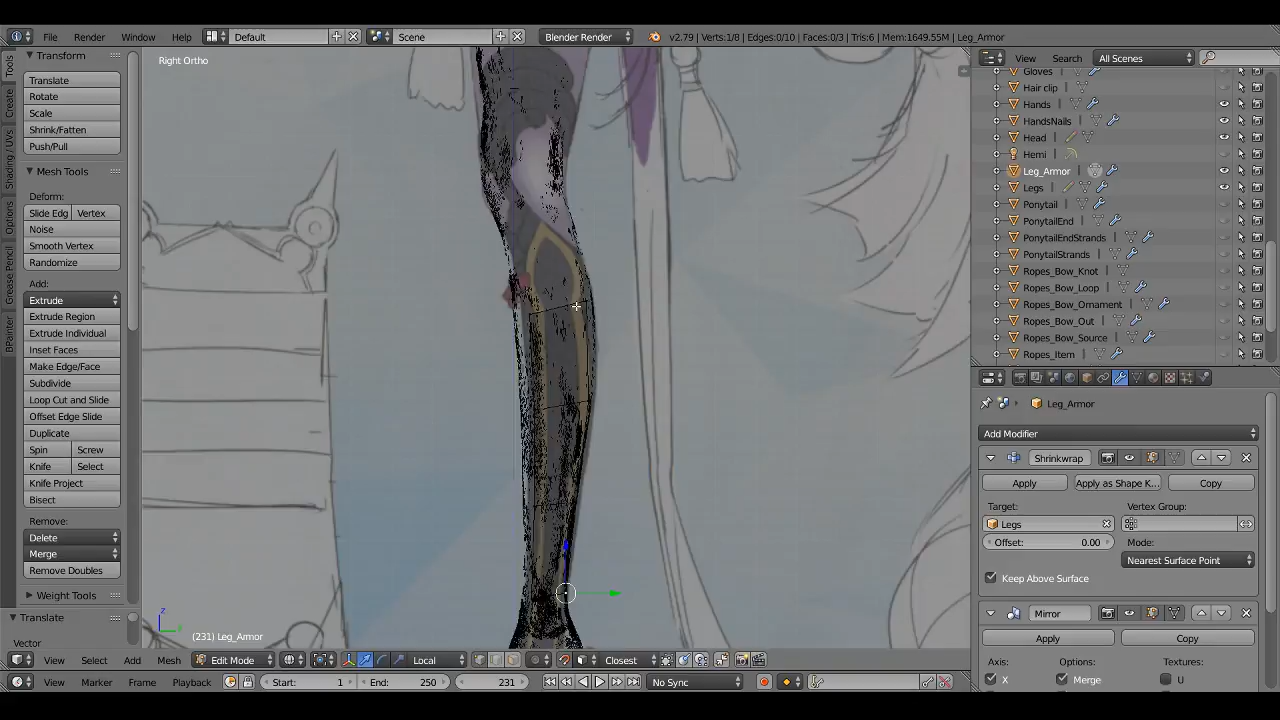 File Render Window Help Default Scene Blender Render v2.79 | Verts:1/8 | Edges:0/10 | Faces:0/3 | Tris:6 | Mem:1649.55M | Leg_Armor
Right Ortho
Tools
Create
Shading / UVs
Options
Grease Pencil
BPainter
Transform
Translate
Rotate
Scale
Shrink/Fatten
Push/Pull
Mesh Tools
Deform:
Slide Edg Vertex
Noise
Smooth Vertex
Randomize
Add:
Extrude
Extrude Region
Extrude Individual
Inset Faces
Make Edge/Face
Subdivide
Loop Cut and Slide
Offset Edge Slide
Duplicate
Spin Screw
Knife Select
Knife Project
Bisect
Remove:
Delete
Merge
Remove Doubles
Weight Tools
Translate
Vector
z
(231) Leg_Armor
View Search All Scenes
Gloves
Hair clip
Hands
HandsNails
Head
Hemi
Leg_Armor
Legs
Ponytail
PonytailEnd
PonytailEndStrands
PonytailStrands
Ropes_Bow_Knot
Ropes_Bow_Loop
Ropes_Bow_Ornament
Ropes_Bow_Out
Ropes_Bow_Source
Ropes_Item
Leg_Armor
Add Modifier
Shrinkwrap
Apply Apply as Shape K... Copy
Target: Vertex Group:
Legs
Offset: 0.00 Mode:
Nearest Surface Point
Keep Above Surface
Mirror
Apply Copy
Axis: Options: Textures:
X Merge U
View Select Add Mesh Edit Mode Local Closest
View Marker Frame Playback Start: 1 End: 250 231 No Sync